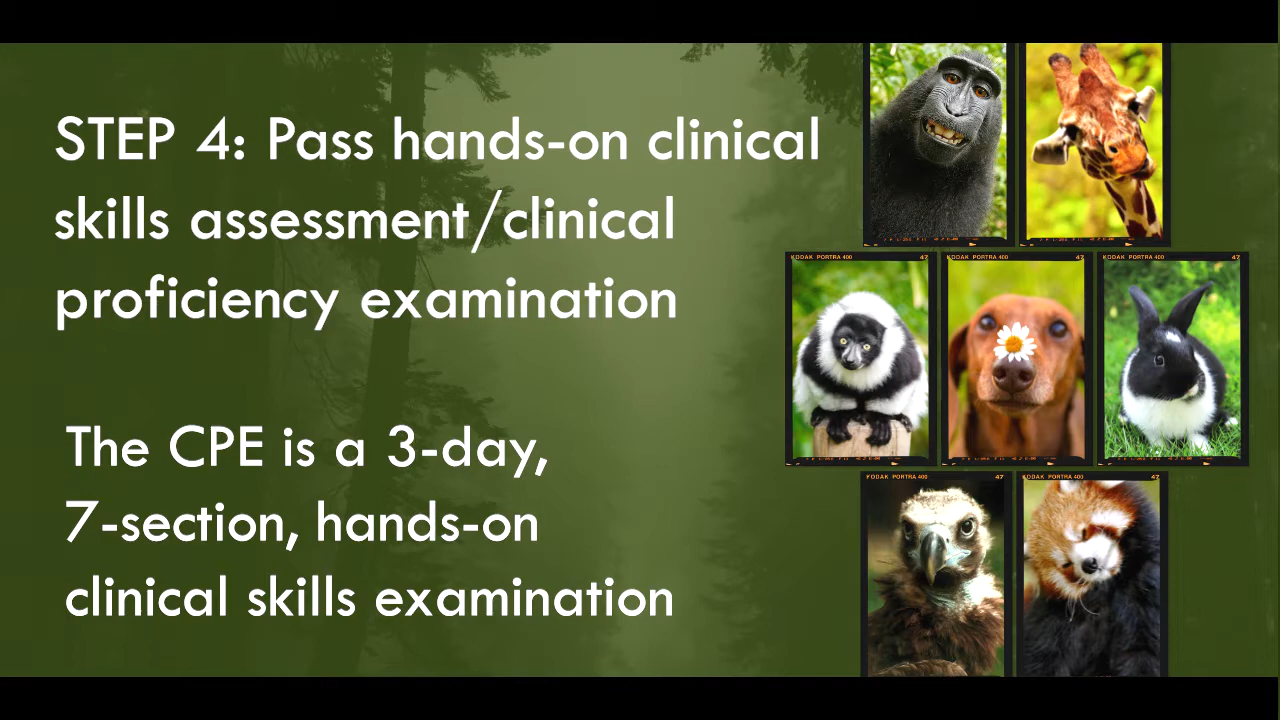 STEP 4: Pass hands-on clinical
skills assessment/clinical
proficiency examination
The CPE is a 3-day,
7-section, hands-on
clinical skills examination
KODAK PORTRA 400 47
KODAK PORTRA 400 47
KODAK PORTRA 400 47
KODAK PORTRA 400 47
KODAK PORTRA 400 47